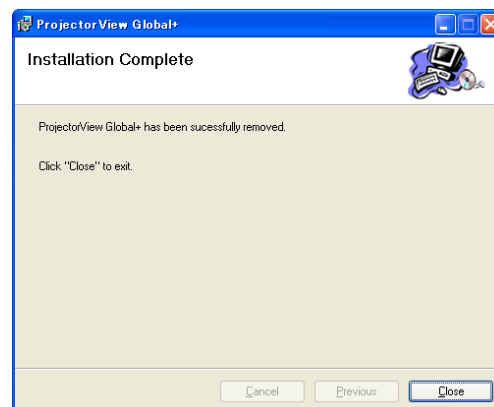 ProjectorView Global+
Installation Complete
ProjectorView Global+ has been sucessfully removed.
Click "Close" to exit.
Cancel
Previous
Close